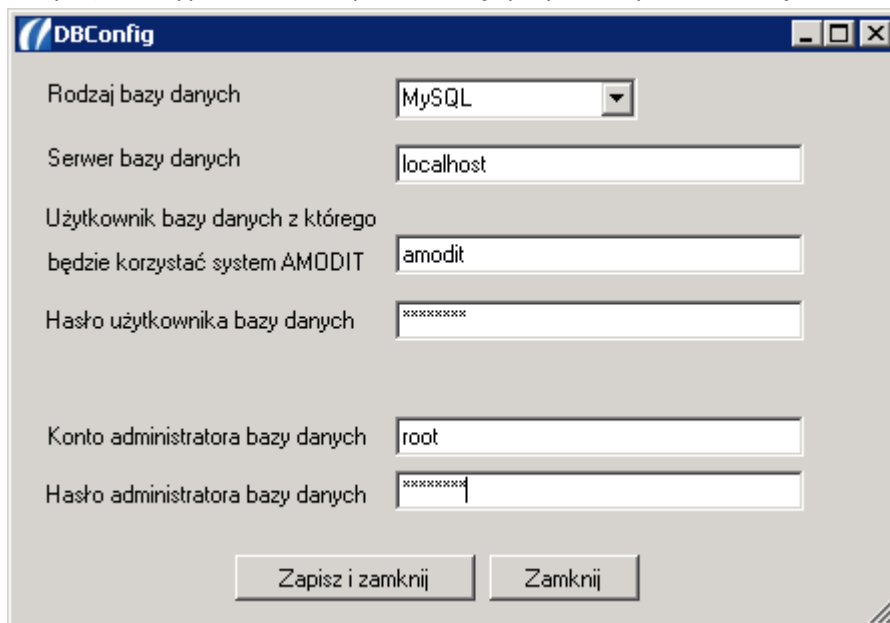 DBConfig
Rodzaj bazy danych
MySQL
Serwer bazy danych
localhost
Użytkownik bazy danych z którego
będzie korzystać system AMODIT
amodit
Hasło użytkownika bazy danych
********
Konto administratora bazy danych
root
Hasło administratora bazy danych
********
Zapisz i zamknij
Zamknij